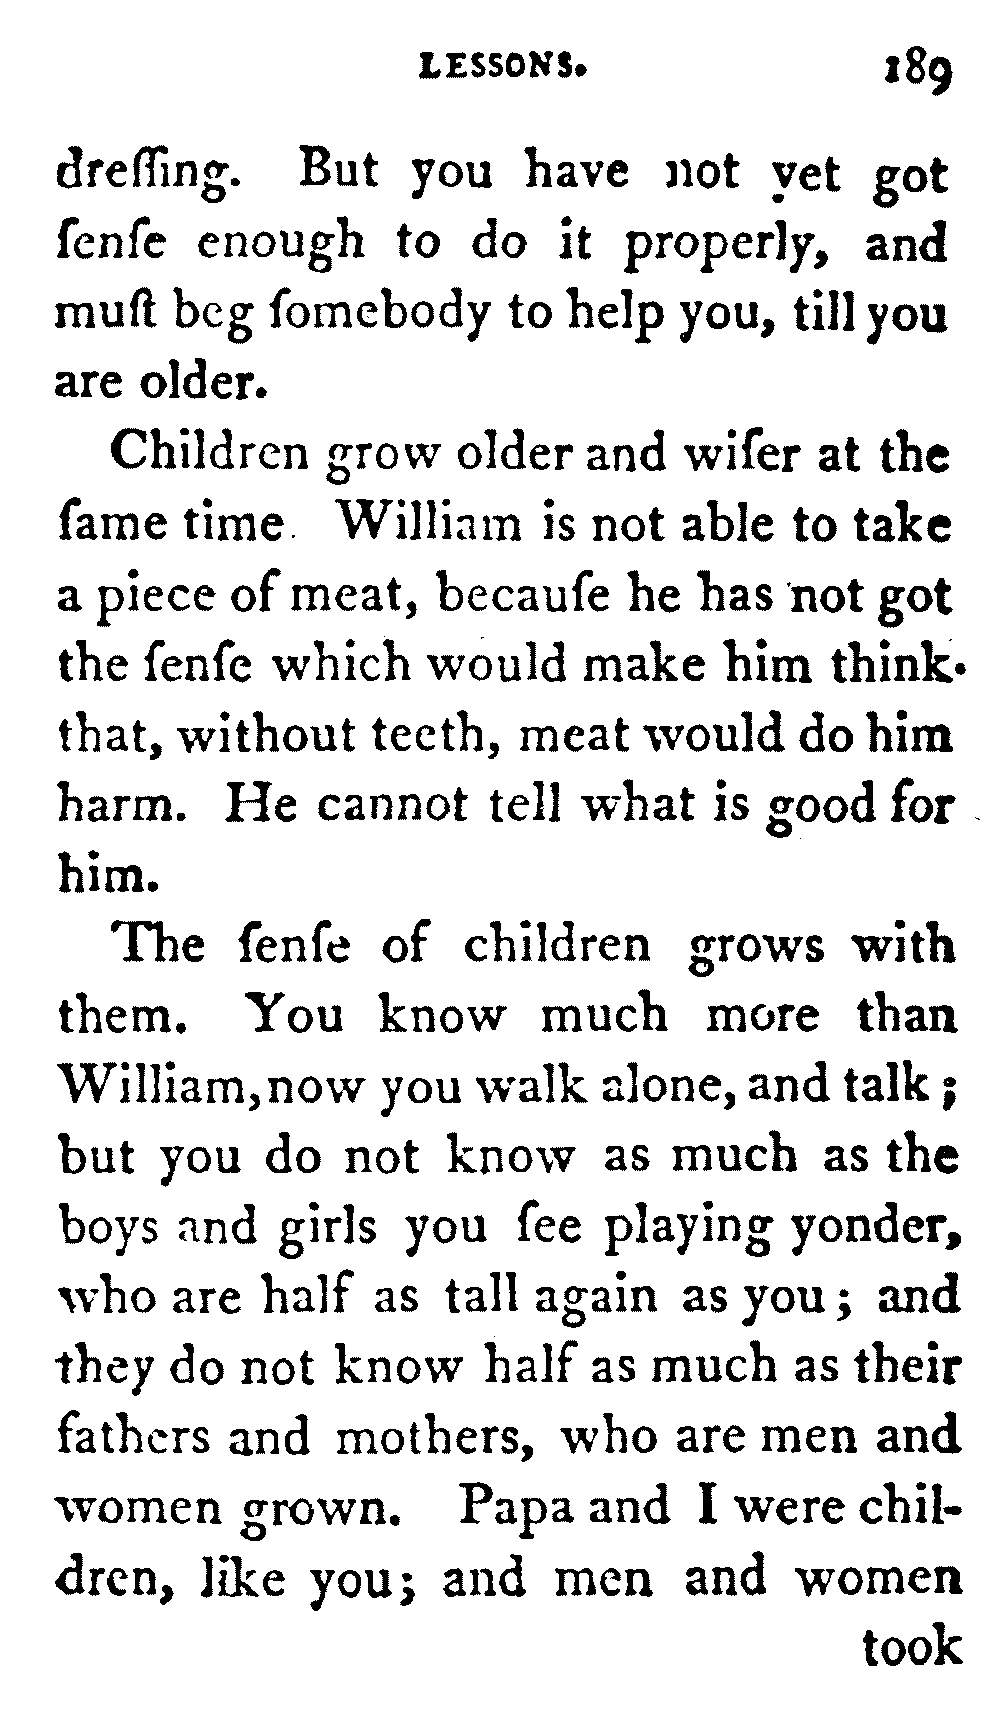 LESSONS. 189
dreſſing. But you have not yet got
ſenſe enough to do it properly, and
muſt beg ſomebody to help you, till you
are older.
Children grow older and wiſer at the
ſame time. William is not able to take
a piece of meat, becauſe he has not got
the ſenſe which would make him think
that, without teeth, meat would do him
harm. He cannot tell what is good for
him.
The ſenſe of children grows with
them. You know much more than
William, now you walk alone, and talk;
but you do not know as much as the
boys and girls you ſee playing yonder,
who are half as tall again as you; and
they do not know half as much as their
fathers and mothers, who are men and
women grown. Papa and I were chil-
dren, like you; and men and women
took